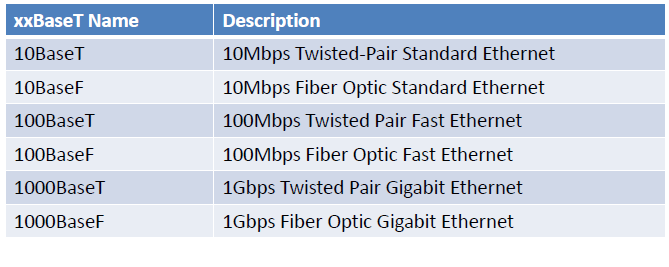 xxBaseT Name Description
10BaseT 10Mbps Twisted-Pair Standard Ethernet
10BaseF 10Mbps Fiber Optic Standard Ethernet
100BaseT 100Mbps Twisted Pair Fast Ethernet
100BaseF 100Mbps Fiber Optic Fast Ethernet
1000BaseT 1Gbps Twisted Pair Gigabit Ethernet
1000BaseF 1Gbps Fiber Optic Gigabit Ethernet